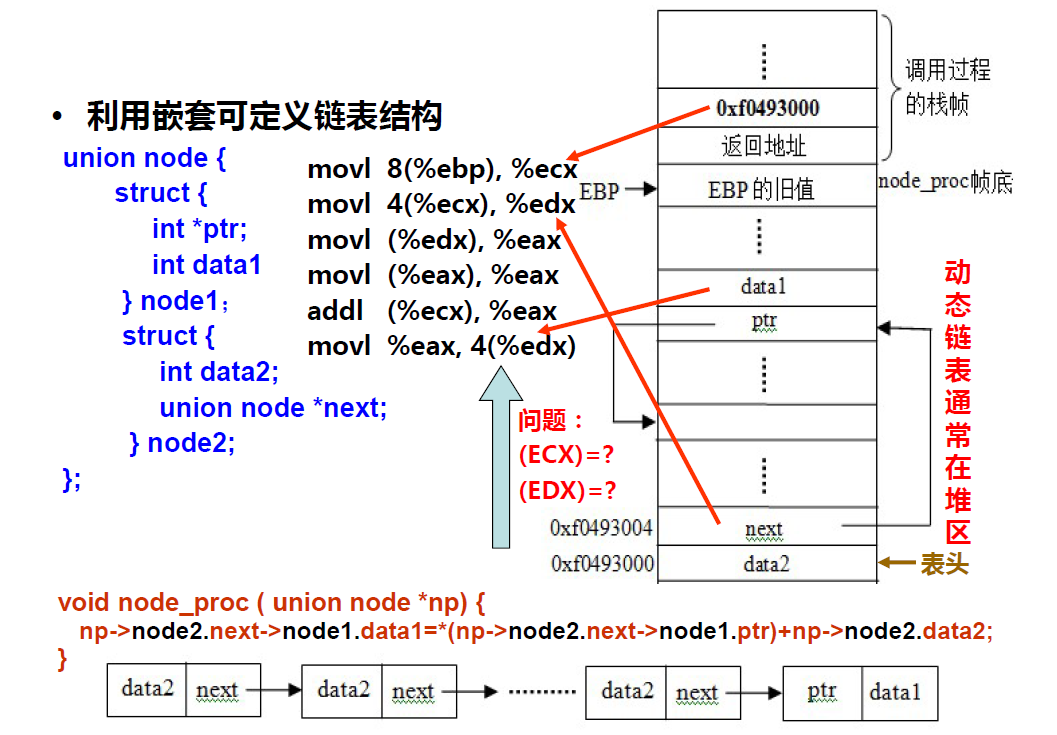 • 利用嵌套可定义链表结构
union node {
struct {
int *ptr;
int data1
} node1;
struct {
int data2;
union node *next;
} node2;
};
movl 8(%ebp), %ecx
movl 4(%ecx), %edx
movl (%edx), %eax
movl (%eax), %eax
addl (%ecx), %eax
movl %eax, 4(%edx)
问题：
(ECX)=?
(EDX)=?
调用过程
的栈帧
0xf0493000
返回地址
EBP
EBP 的旧值
node_proc帧底
data1
ptr
0xf0493004
next
0xf0493000
data2
表头
动态链表通常在堆区
void node_proc ( union node *np) {
np->node2.next->node1.data1=*(np->node2.next->node1.ptr)+np->node2.data2;
}
data2 next data2 next data2 next ptr data1